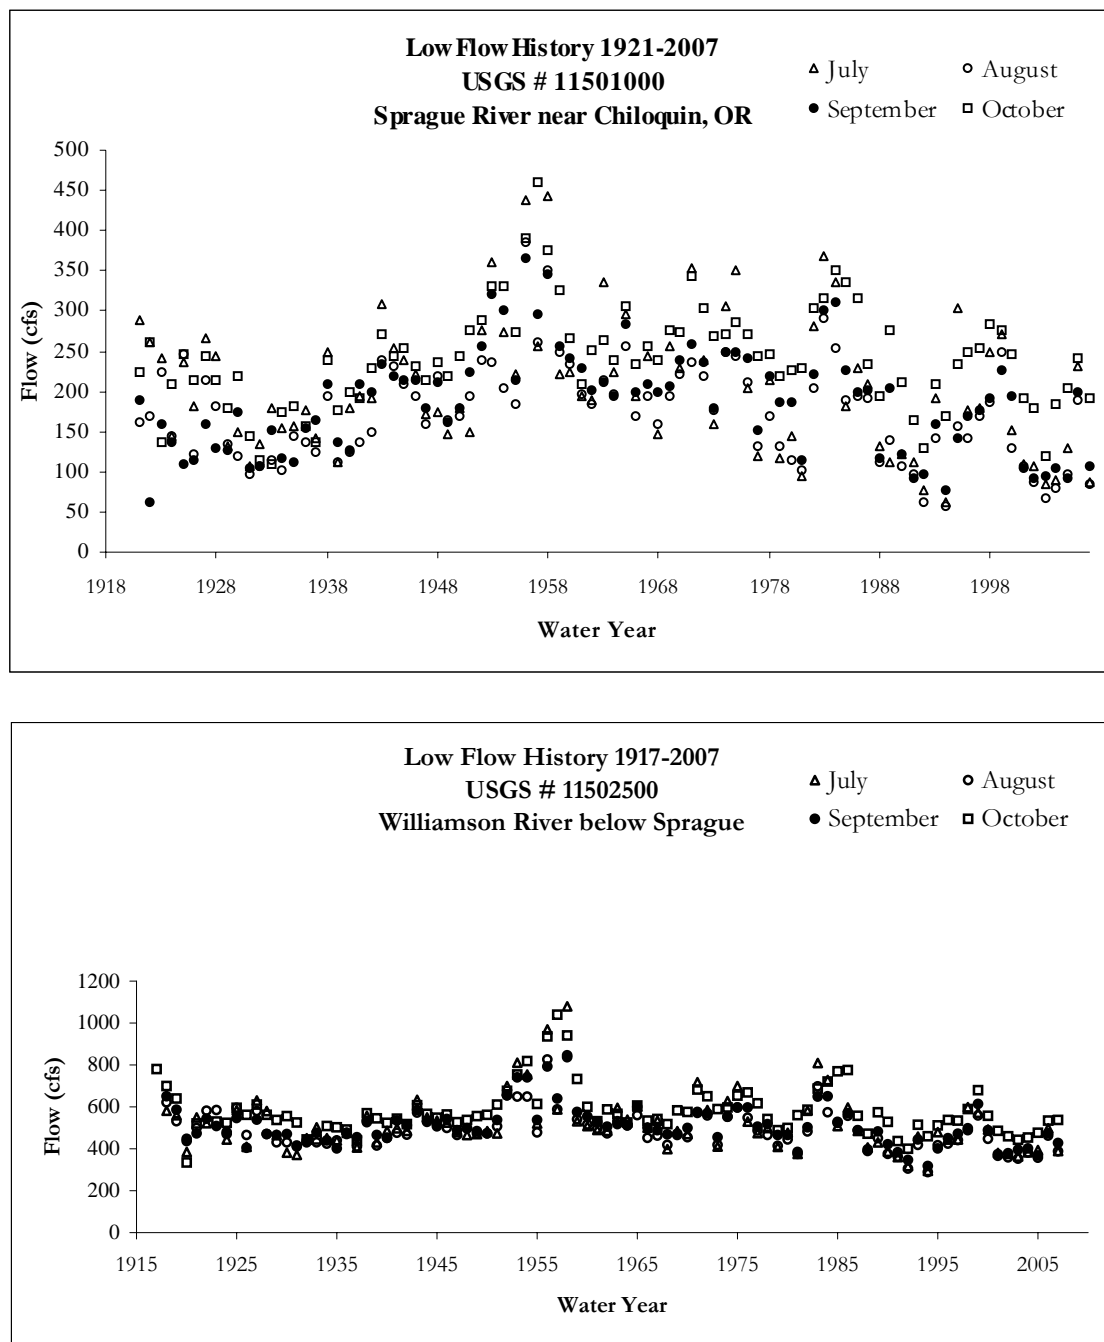 Low Flow History 1921-2007
USGS # 11501000
Sprague River near Chiloquin, OR
July August
September October
500
450
400
350
300
250
200
150
100
50
0
Flow (cfs)
1918 1928 1938 1948 1958 1968 1978 1988 1998
Water Year
Low Flow History 1917-2007
USGS # 11502500
Williamson River below Sprague
July August
September October
1200
1000
800
600
400
200
0
Flow (cfs)
1915 1925 1935 1945 1955 1965 1975 1985 1995 2005
Water Year